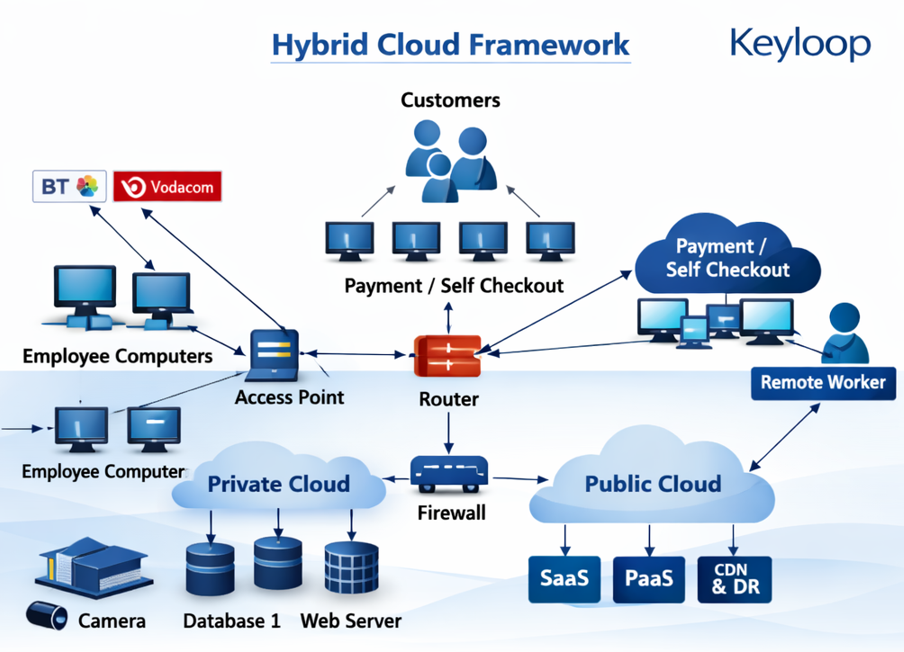 Hybrid Cloud Framework
Keyloop
Customers
BT
Vodacom
Payment / Self Checkout
Payment /
Self Checkout
Employee Computers
Access Point
Router
Remote Worker
Employee Computer
Private Cloud
Firewall
Public Cloud
SaaS
PaaS
CDN
& DR
Camera
Database 1
Web Server